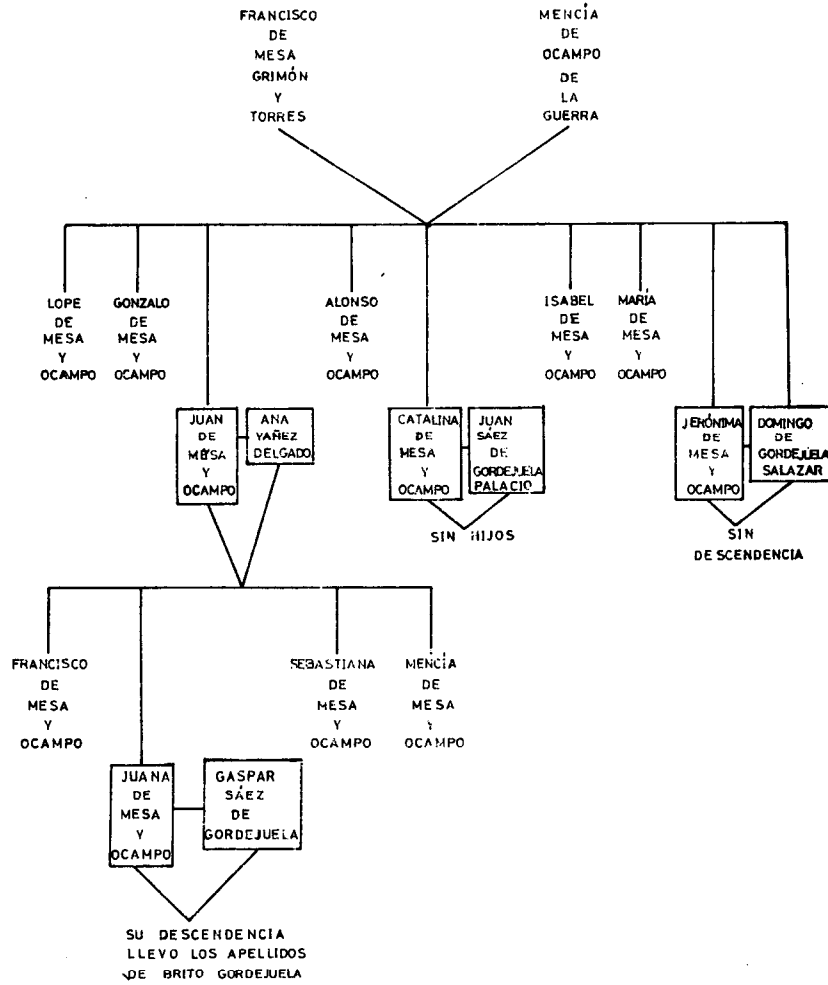 FRANCISCO
DE
MESA
GRIMÓN
Y
TORRES
MENCÍA
DE
OCAMPO
DE
LA
GUERRA
LOPE
DE
MESA
Y
OCAMPO
GONZALO
DE
MESA
Y
OCAMPO
ALONSO
DE
MESA
Y
OCAMPO
ISABEL
DE
MESA
Y
OCAMPO
MARÍA
DE
MESA
Y
OCAMPO
JUAN
DE
MESA
Y
OCAMPO
ANA
YAÑEZ
DELGADO
CATALINA
DE
MESA
Y
OCAMPO
JUAN
SÁEZ
DE
GORDEJUELA
PALACIO
JERÓNIMA
DE
MESA
Y
OCAMPO
DOMINGO
DE
GORDEJUELA
SALAZAR
SIN HIJOS
SIN
DESCENDENCIA
FRANCISCO
DE
MESA
Y
OCAMPO
SEBASTIANA
DE
MESA
Y
OCAMPO
MENCÍA
DE
MESA
Y
OCAMPO
JUANA
DE
MESA
Y
OCAMPO
GASPAR
SÁEZ
DE
GORDEJUELA
SU DESCENDENCIA
LLEVO LOS APELLIDOS
DE BRITO GORDEJUELA